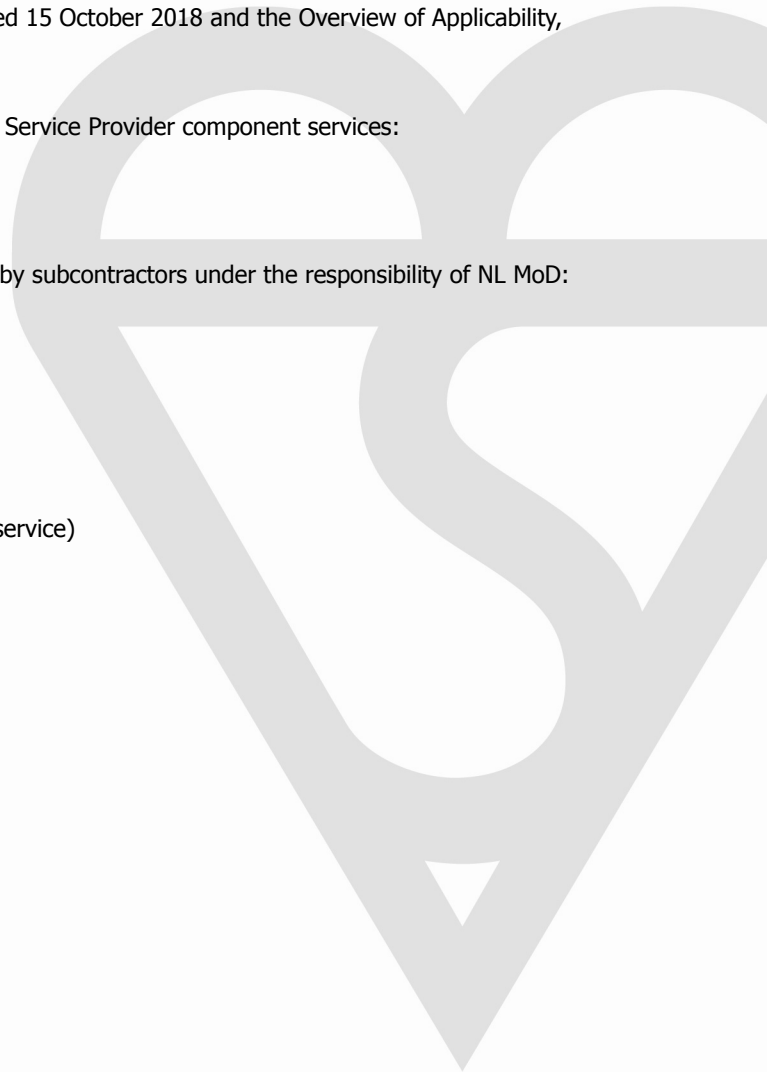 ed 15 October 2018 and the Overview of Applicability,
Service Provider component services:
by subcontractors under the responsibility of NL MoD:
service)